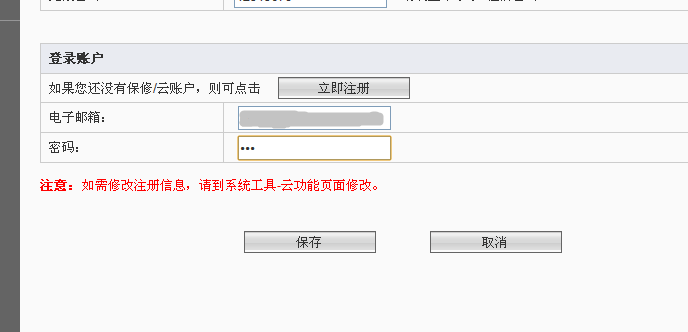 登录账户
如果您还没有保修/云账户，则可点击 立即注册
电子邮箱：
密码： •••
注意：如需修改注册信息，请到系统工具-云功能页面修改。
保存 取消